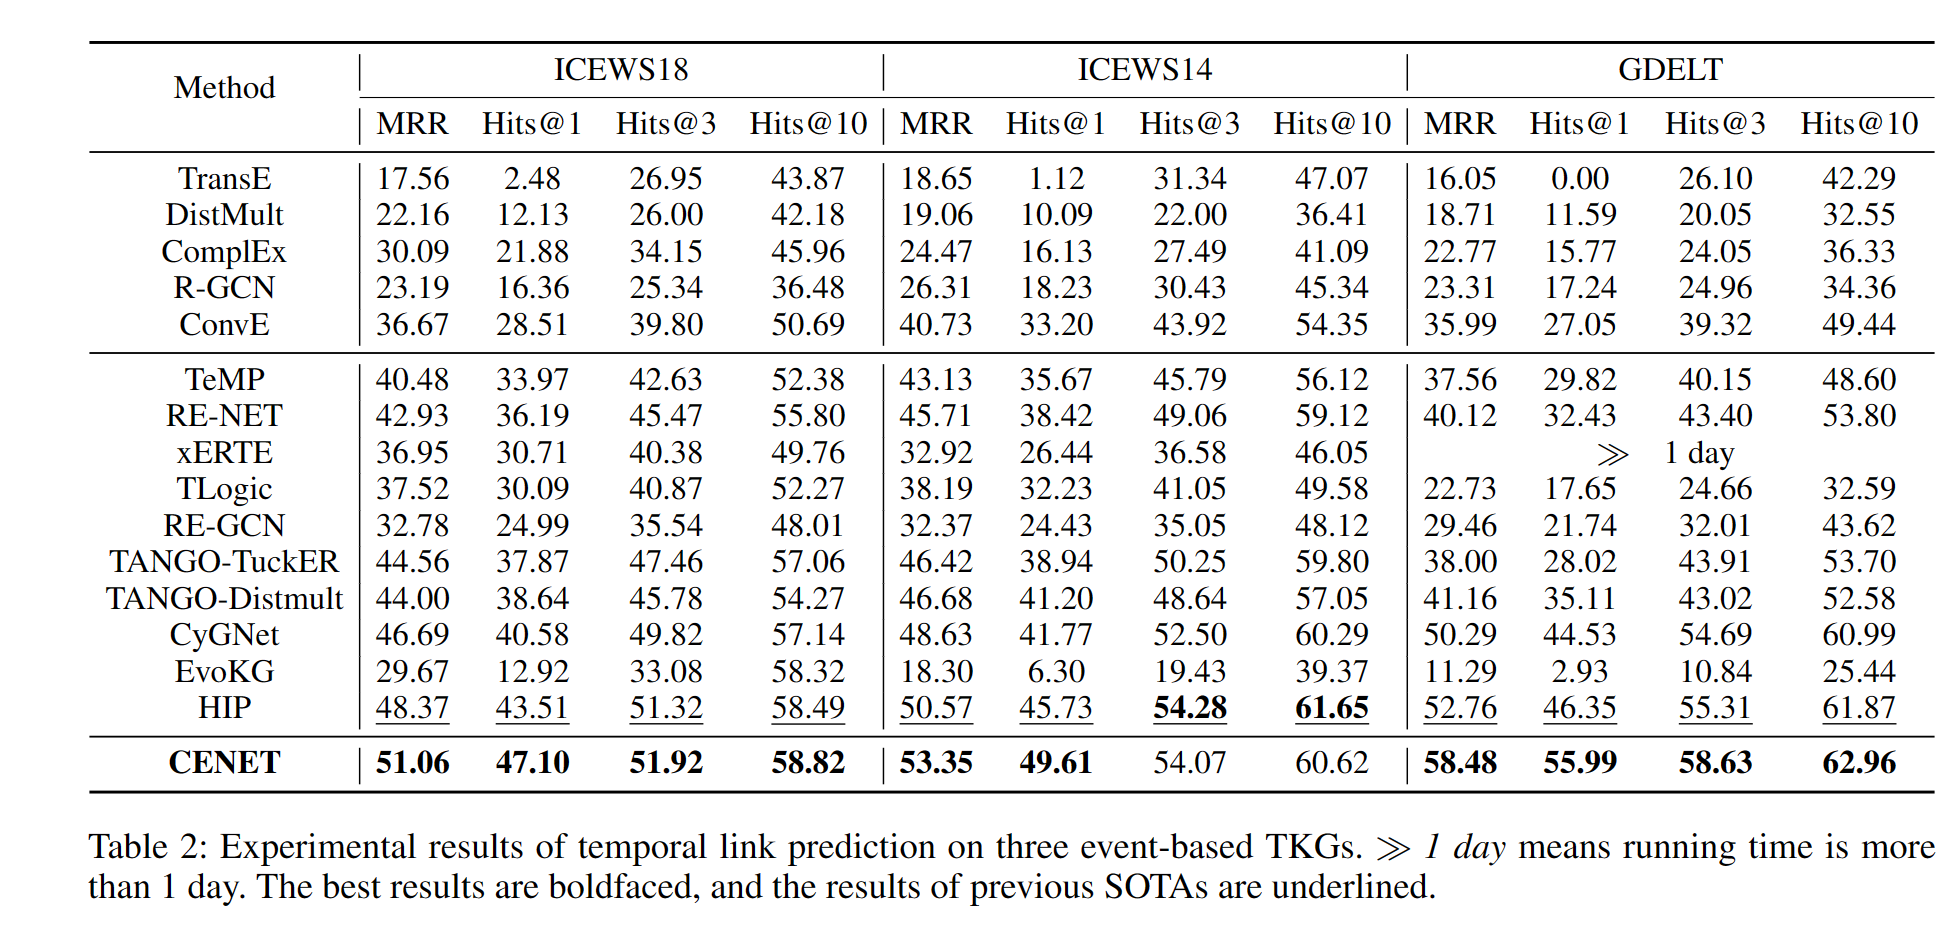 Method ICEWS18 ICEWS14 GDELT
MRR Hits@1 Hits@3 Hits@10 MRR Hits@1 Hits@3 Hits@10 MRR Hits@1 Hits@3 Hits@10
TransE 17.56 2.48 26.95 43.87 18.65 1.12 31.34 47.07 16.05 0.00 26.10 42.29
DistMult 22.16 12.13 26.00 42.18 19.06 10.09 22.00 36.41 18.71 11.59 20.05 32.55
ComplEx 30.09 21.88 34.15 45.96 24.47 16.13 27.49 41.09 22.77 15.77 24.05 36.33
R-GCN 23.19 16.36 25.34 36.48 26.31 18.23 30.43 45.34 23.31 17.24 24.96 34.36
ConvE 36.67 28.51 39.80 50.69 40.73 33.20 43.92 54.35 35.99 27.05 39.32 49.44
TeMP 40.48 33.97 42.63 52.38 43.13 35.67 45.79 56.12 37.56 29.82 40.15 48.60
RE-NET 42.93 36.19 45.47 55.80 45.71 38.42 49.06 59.12 40.12 32.43 43.40 53.80
xERTE 36.95 30.71 40.38 49.76 32.92 26.44 36.58 46.05 ≫ 1 day
TLogic 37.52 30.09 40.87 52.27 38.19 32.23 41.05 49.58 22.73 17.65 24.66 32.59
RE-GCN 32.78 24.99 35.54 48.01 32.37 24.43 35.05 48.12 29.46 21.74 32.01 43.62
TANGO-TuckER 44.56 37.87 47.46 57.06 46.42 38.94 50.25 59.80 38.00 28.02 43.91 53.70
TANGO-Distmult 44.00 38.64 45.78 54.27 46.68 41.20 48.64 57.05 41.16 35.11 43.02 52.58
CyGNet 46.69 40.58 49.82 57.14 48.63 41.77 52.50 60.29 50.29 44.53 54.69 60.99
EvoKG 29.67 12.92 33.08 58.32 18.30 6.30 19.43 39.37 11.29 2.93 10.84 25.44
HIP 48.37 43.51 51.32 58.49 50.57 45.73 54.28 61.65 52.76 46.35 55.31 61.87
CENET 51.06 47.10 51.92 58.82 53.35 49.61 54.07 60.62 58.48 55.99 58.63 62.96
Table 2: Experimental results of temporal link prediction on three event-based TKGs. ≫ 1 day means running time is more
than 1 day. The best results are boldfaced, and the results of previous SOTAs are underlined.